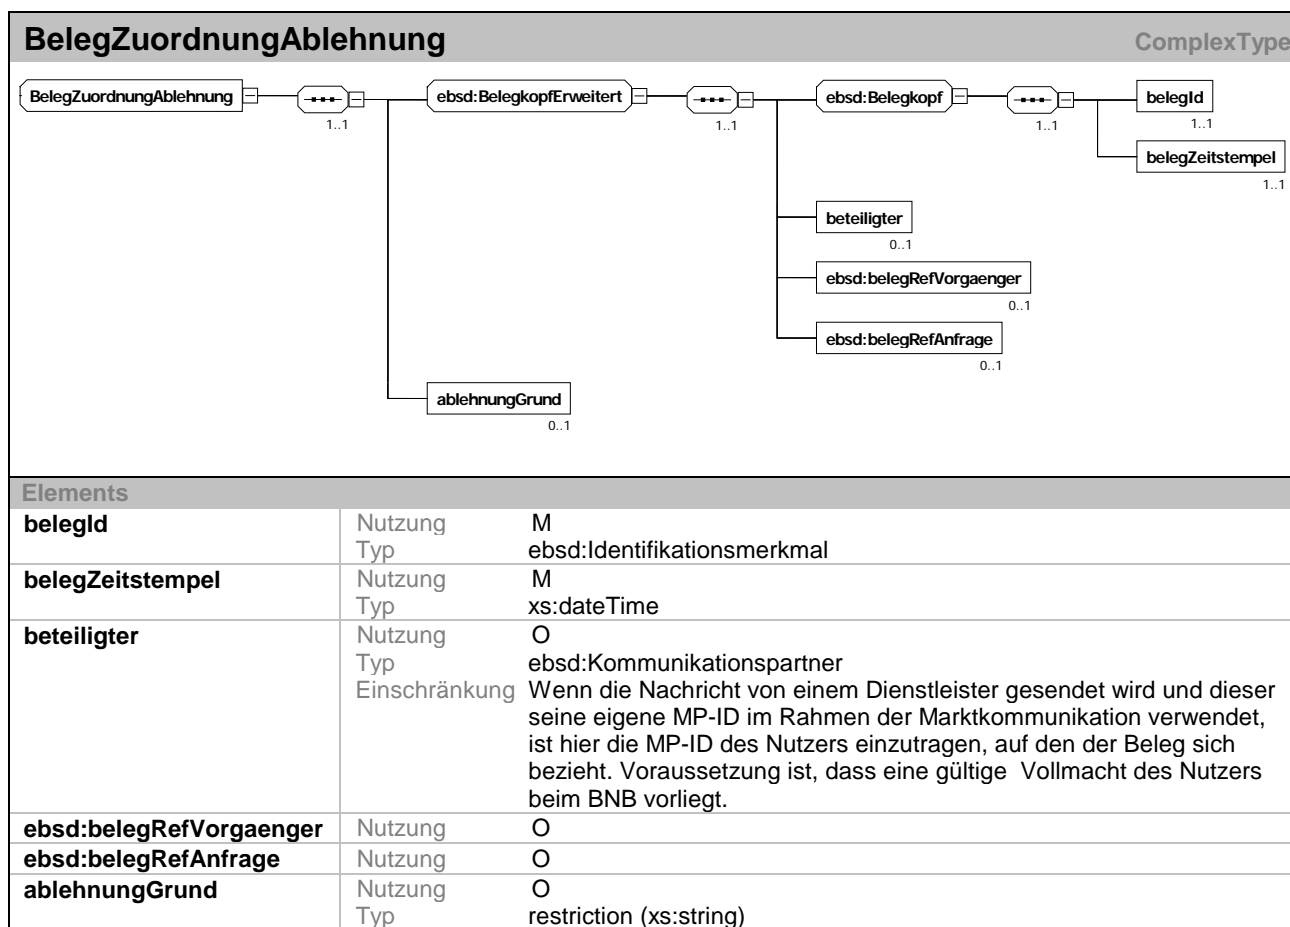 BelegZuordnungAblehnung ComplexType
BelegZuordnungAblehnung ebsd:BelegkopfErweitert ebsd:Belegkopf belegId
1..1 1..1 1..1 1..1
belegZeitstempel
1..1
beteiligter
0..1
ebsd:belegRefVorgaenger
0..1
ebsd:belegRefAnfrage
0..1
ablehnungGrund
0..1
Elements
belegId Nutzung M
Typ ebsd:Identifikationsmerkmal
belegZeitstempel Nutzung M
Typ xs:dateTime
beteiligter Nutzung O
Typ ebsd:Kommunikationspartner
Einschränkung Wenn die Nachricht von einem Dienstleister gesendet wird und dieser
seine eigene MP-ID im Rahmen der Marktkommunikation verwendet,
ist hier die MP-ID des Nutzers einzutragen, auf den der Beleg sich
bezieht. Voraussetzung ist, dass eine gültige Vollmacht des Nutzers
beim BNB vorliegt.
ebsd:belegRefVorgaenger Nutzung O
ebsd:belegRefAnfrage Nutzung O
ablehnungGrund Nutzung O
Typ restriction (xs:string)